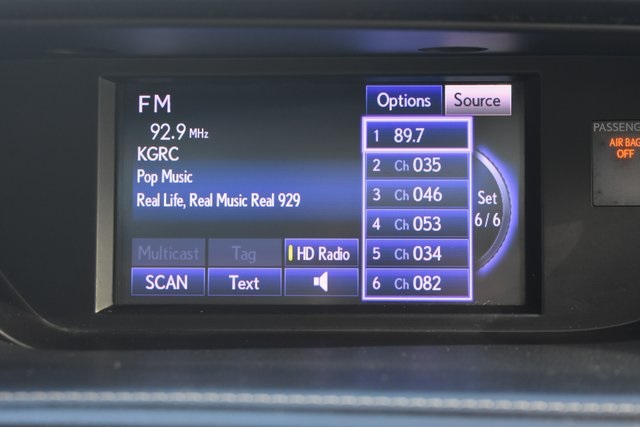 FM
92.9 MHz
KGRC
Pop Music
Real Life, Real Music Real 929
Multicast Tag HD Radio
SCAN Text
Options Source
1 89.7
2 Ch 035
3 Ch 046
4 Ch 053
5 Ch 034
6 Ch 082
Set
6/6
AIR BAG
OFF